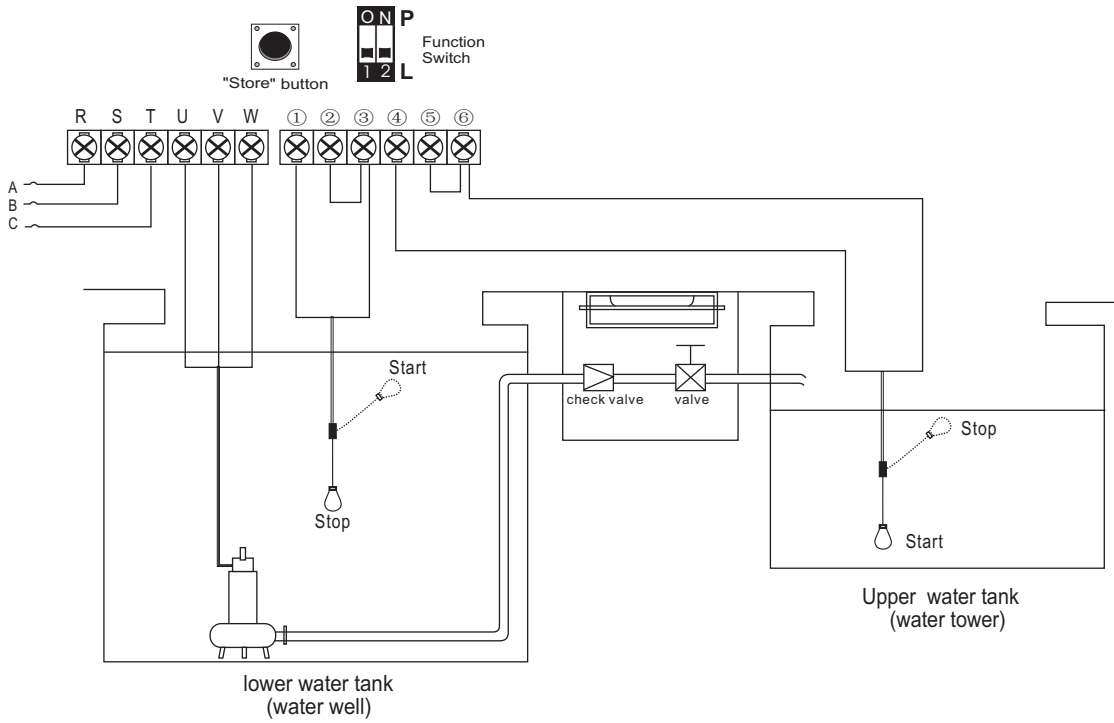 ON P
Function
Switch
1 2 L
"Store" button
R S T U V W ① ② ③ ④ ⑤ ⑥
A
B
C
Start
Stop
check valve
valve
Stop
Start
lower water tank
(water well)
Upper water tank
(water tower)